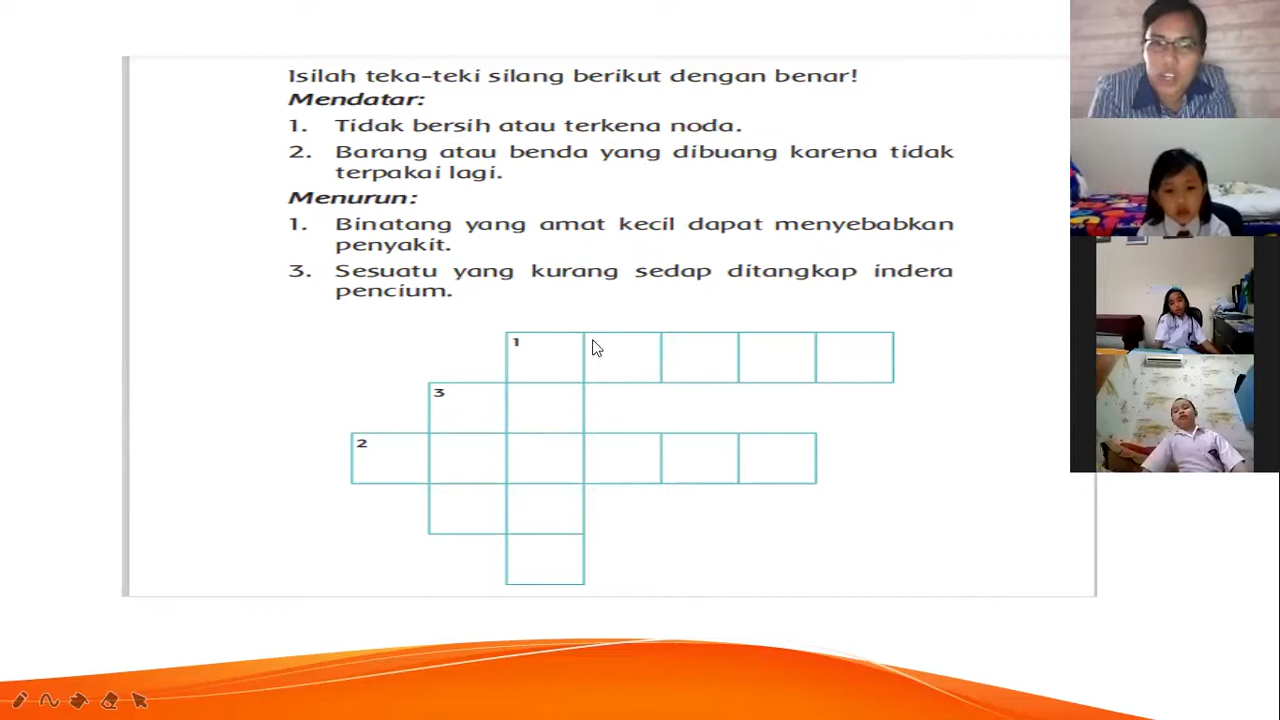 Isilah teka-teki silang berikut dengan benar!
Mendatar:
1. Tidak bersih atau terkena noda.
2. Barang atau benda yang dibuang karena tidak
terpakai lagi.
Menurun:
1. Binatang yang amat kecil dapat menyebabkan
penyakit.
3. Sesuatu yang kurang sedap ditangkap indera
pencium.
1
3
2